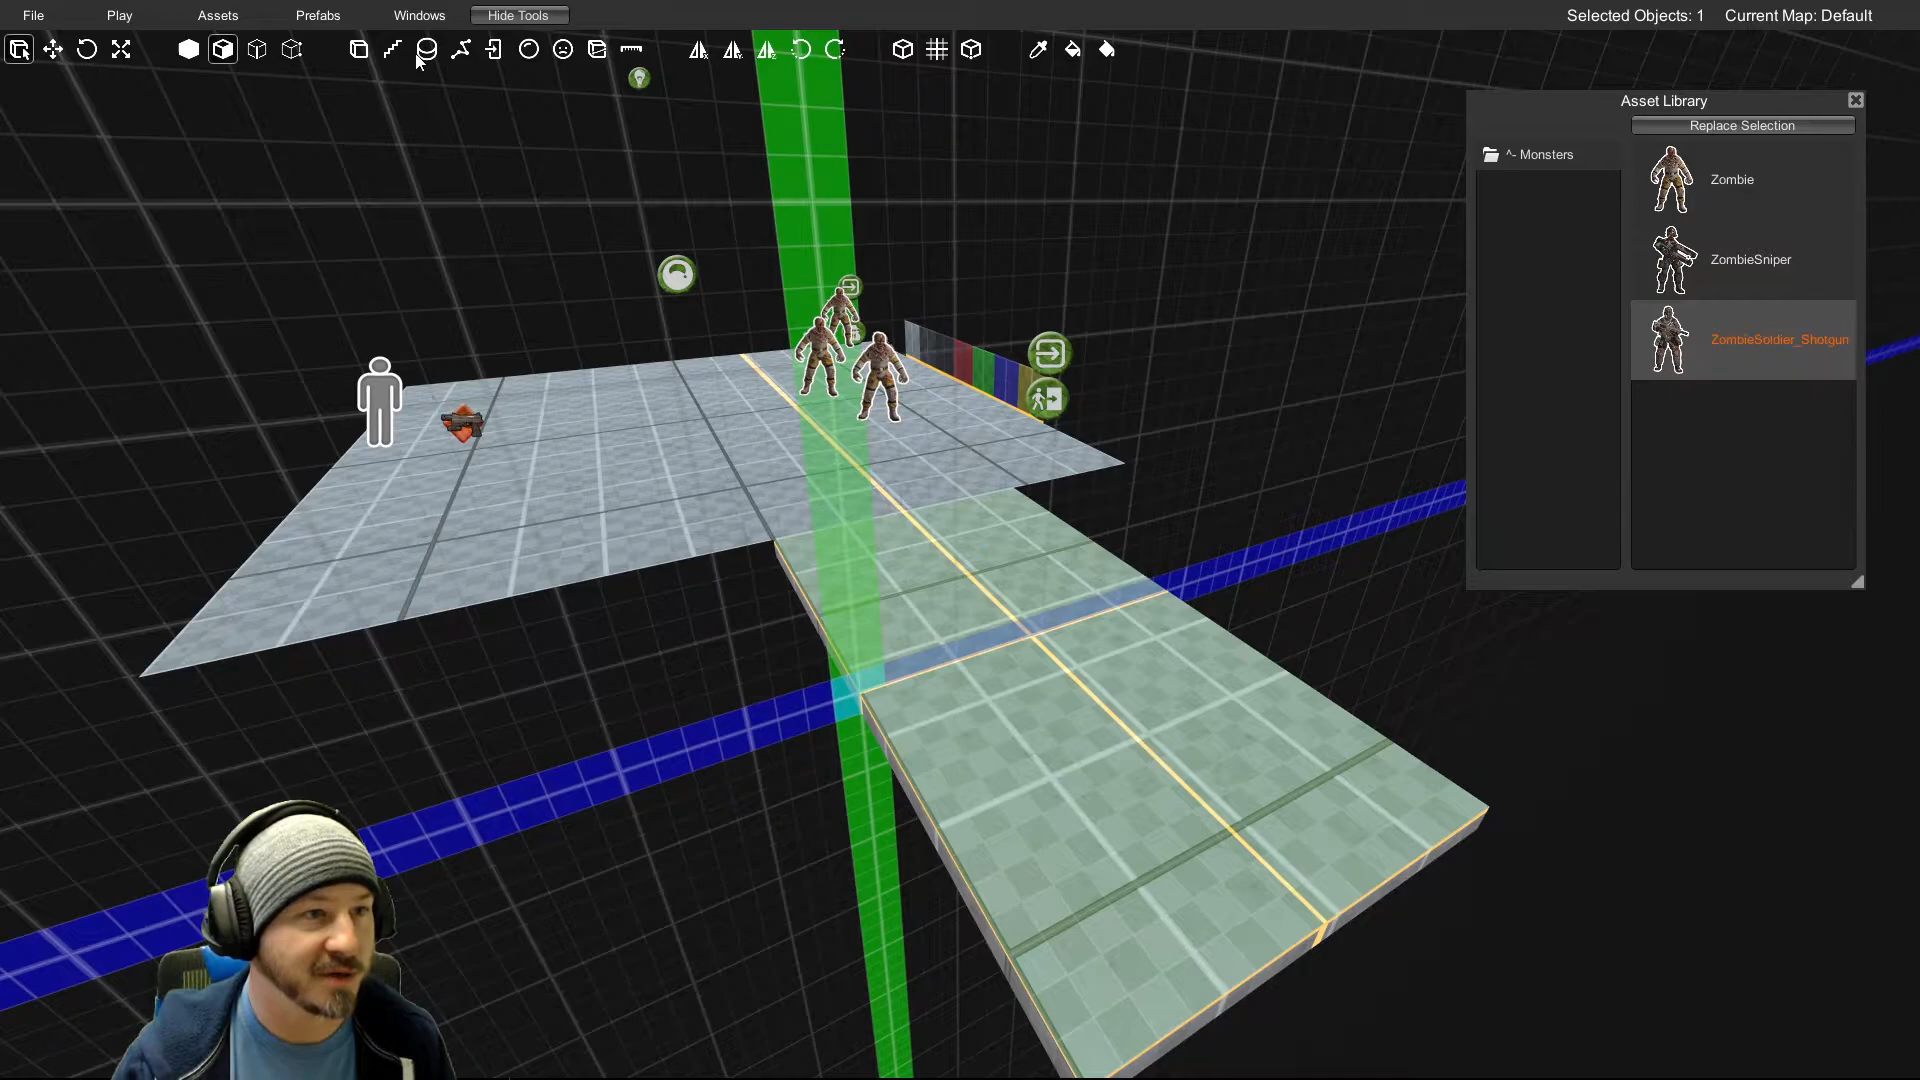 File Play Assets Prefabs Windows Hide Tools Selected Objects: 1 Current Map: Default
Asset Library
Replace Selection
^- Monsters
Zombie
ZombieSniper
ZombieSoldier_Shotgun